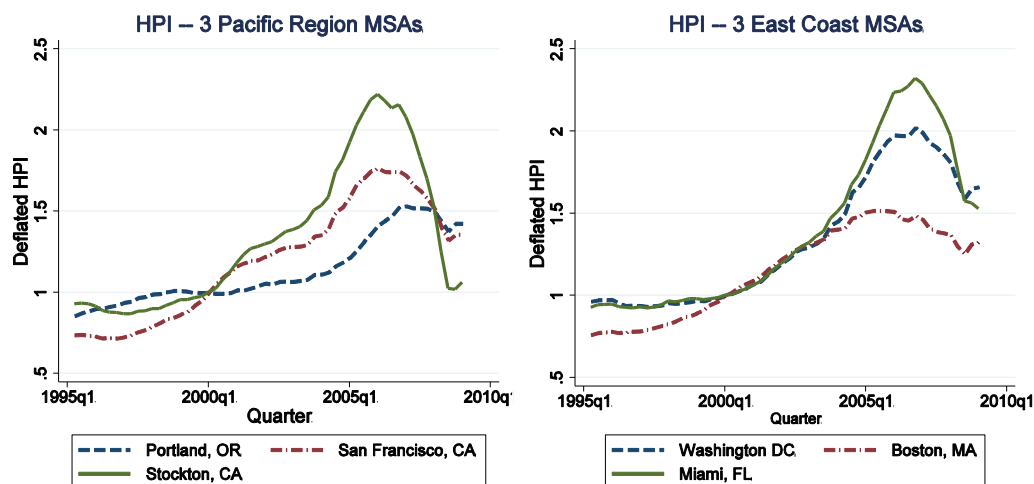 HPI -- 3 Pacific Region MSAs
Deflated HPI
2.5
2
1.5
1
.5
1995q1
2000q1
2005q1
2010q1
Quarter
Portland, OR
San Francisco, CA
Stockton, CA
HPI -- 3 East Coast MSAs
Deflated HPI
2.5
2
1.5
1
.5
1995q1
2000q1
2005q1
2010q1
Quarter
Washington DC
Boston, MA
Miami, FL